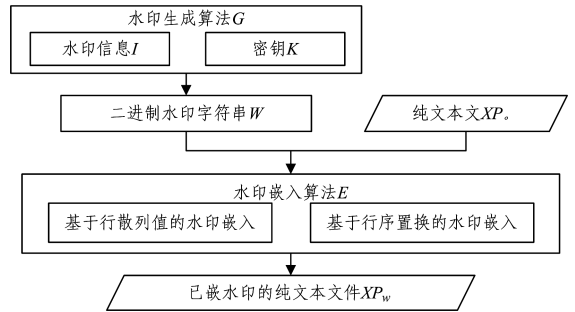 水印生成算法G
水印信息I
密钥K
二进制水印字符串W
纯文本文XP。
水印嵌入算法E
基于行散列值的水印嵌入
基于行序置换的水印嵌入
已嵌水印的纯文本文件XPw